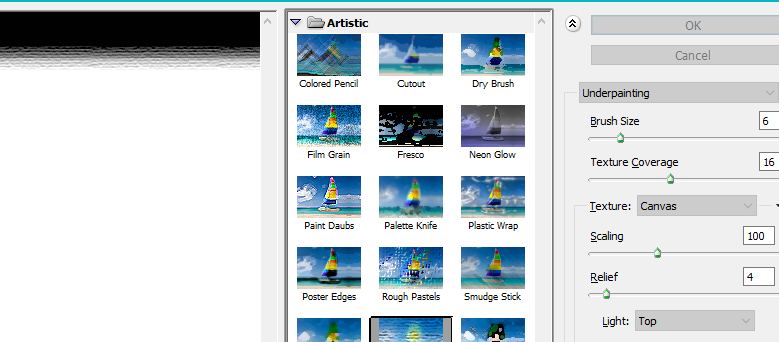 Artistic
Colored Pencil
Cutout
Dry Brush
Film Grain
Fresco
Neon Glow
Paint Daubs
Palette Knife
Plastic Wrap
Poster Edges
Rough Pastels
Smudge Stick
OK
Cancel
Underpainting
Brush Size 6
Texture Coverage 16
Texture: Canvas
Scaling 100
Relief 4
Light: Top